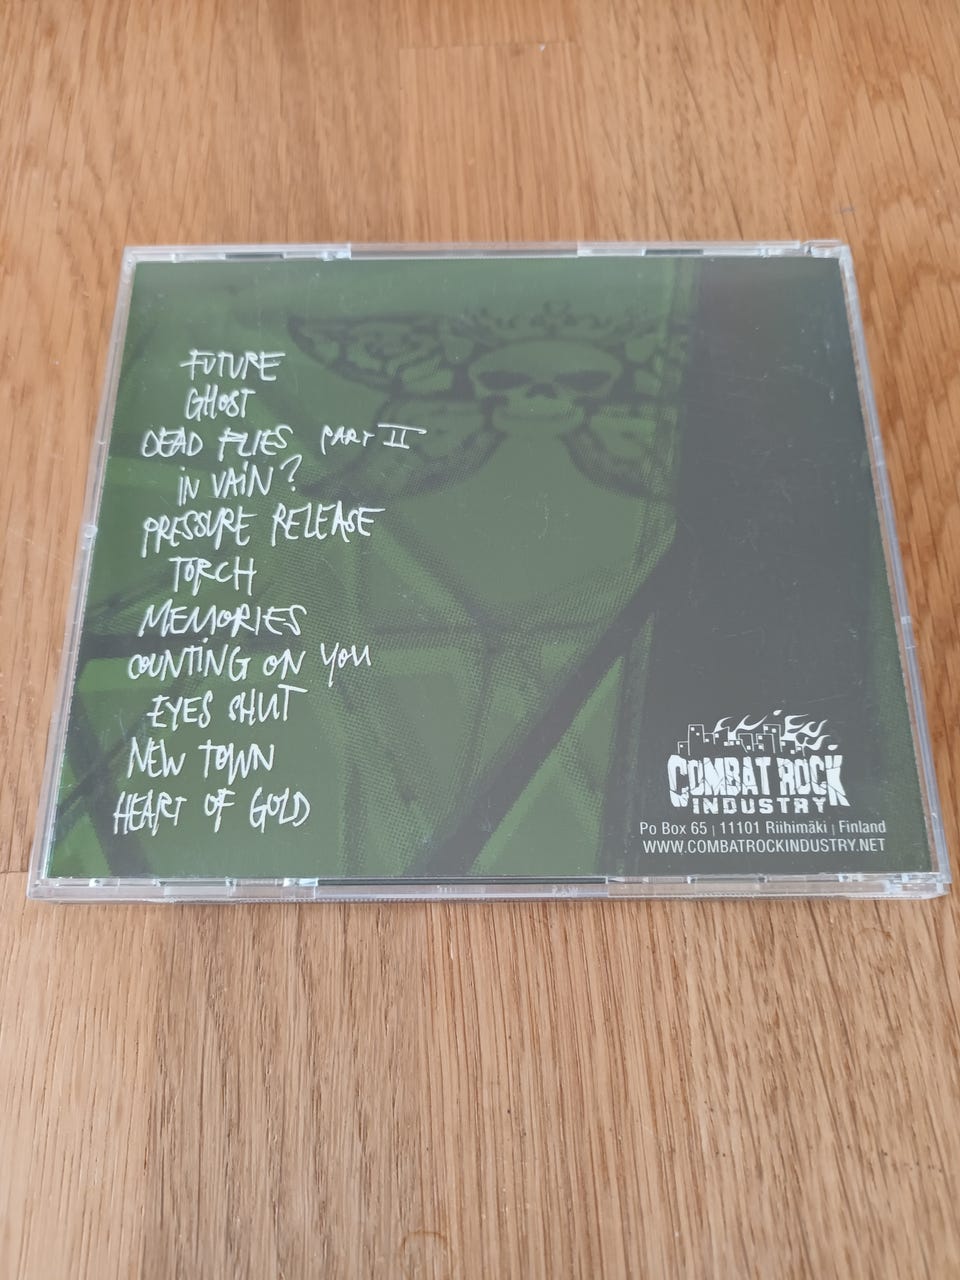 FUTURE
GHOST
DEAD FLIES PART II
IN VAIN?
PRESSURE RELEASE
TORCH
MEMORIES
COUNTING ON YOU
EYES SHUT
NEW TOWN
HEART OF GOLD
COMBAT ROCK
INDUSTRY
Po Box 65 | 11101 Riihimäki | Finland
WWW.COMBATROCKINDUSTRY.NET